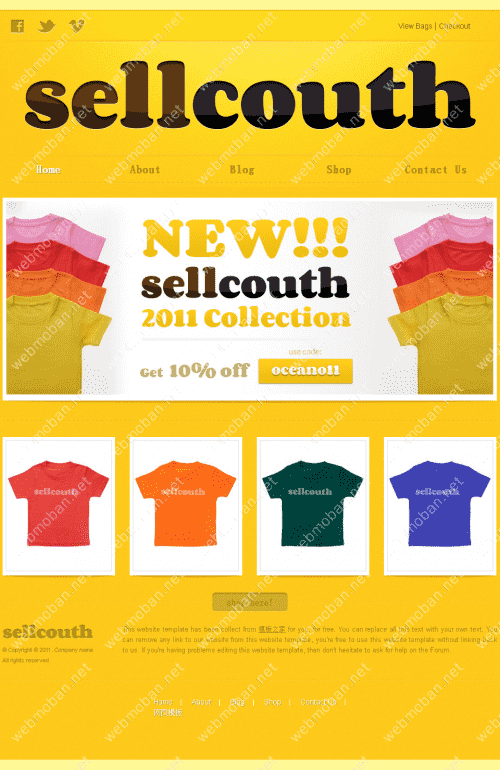 View Bags | Checkout
sellcouth
Home About Blog Shop Contact Us
NEW!!!
sellcouth
2011 Collection
use code:
Get 10% off oceano11
sellcouth sellcouth sellcouth sellcouth
shop here!
sellcouth
© Copyright © 2011. Company name
All rights reserved
This website template has been collect from 模板之家 for you, for free. You can replace all this text with your own text. You
can remove any link to our website from this website template, you're free to use this website template without linking back
to us. If you're having problems editing this website template, then don't hesitate to ask for help on the Forum.
Home | About | Blog | Shop | Contact Us |
webmoban.net